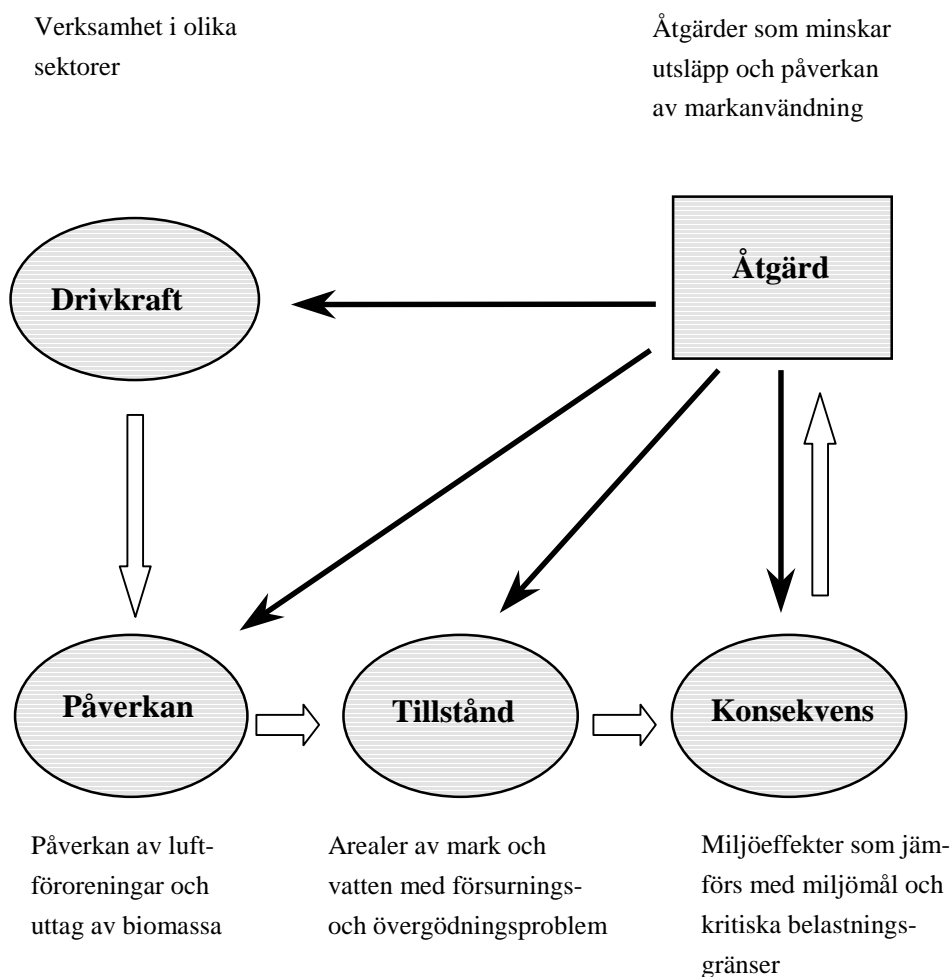 Verksamhet i olika
sektorer
Åtgärder som minskar
utsläpp och påverkan
av markanvändning
Drivkraft
Åtgärd
Påverkan
Tillstånd
Konsekvens
Påverkan av luft-
föroreningar och
uttag av biomassa
Arealer av mark och
vatten med försurnings-
och övergödningsproblem
Miljöeffekter som jäm-
förs med miljömål och
kritiska belastnings-
gränser